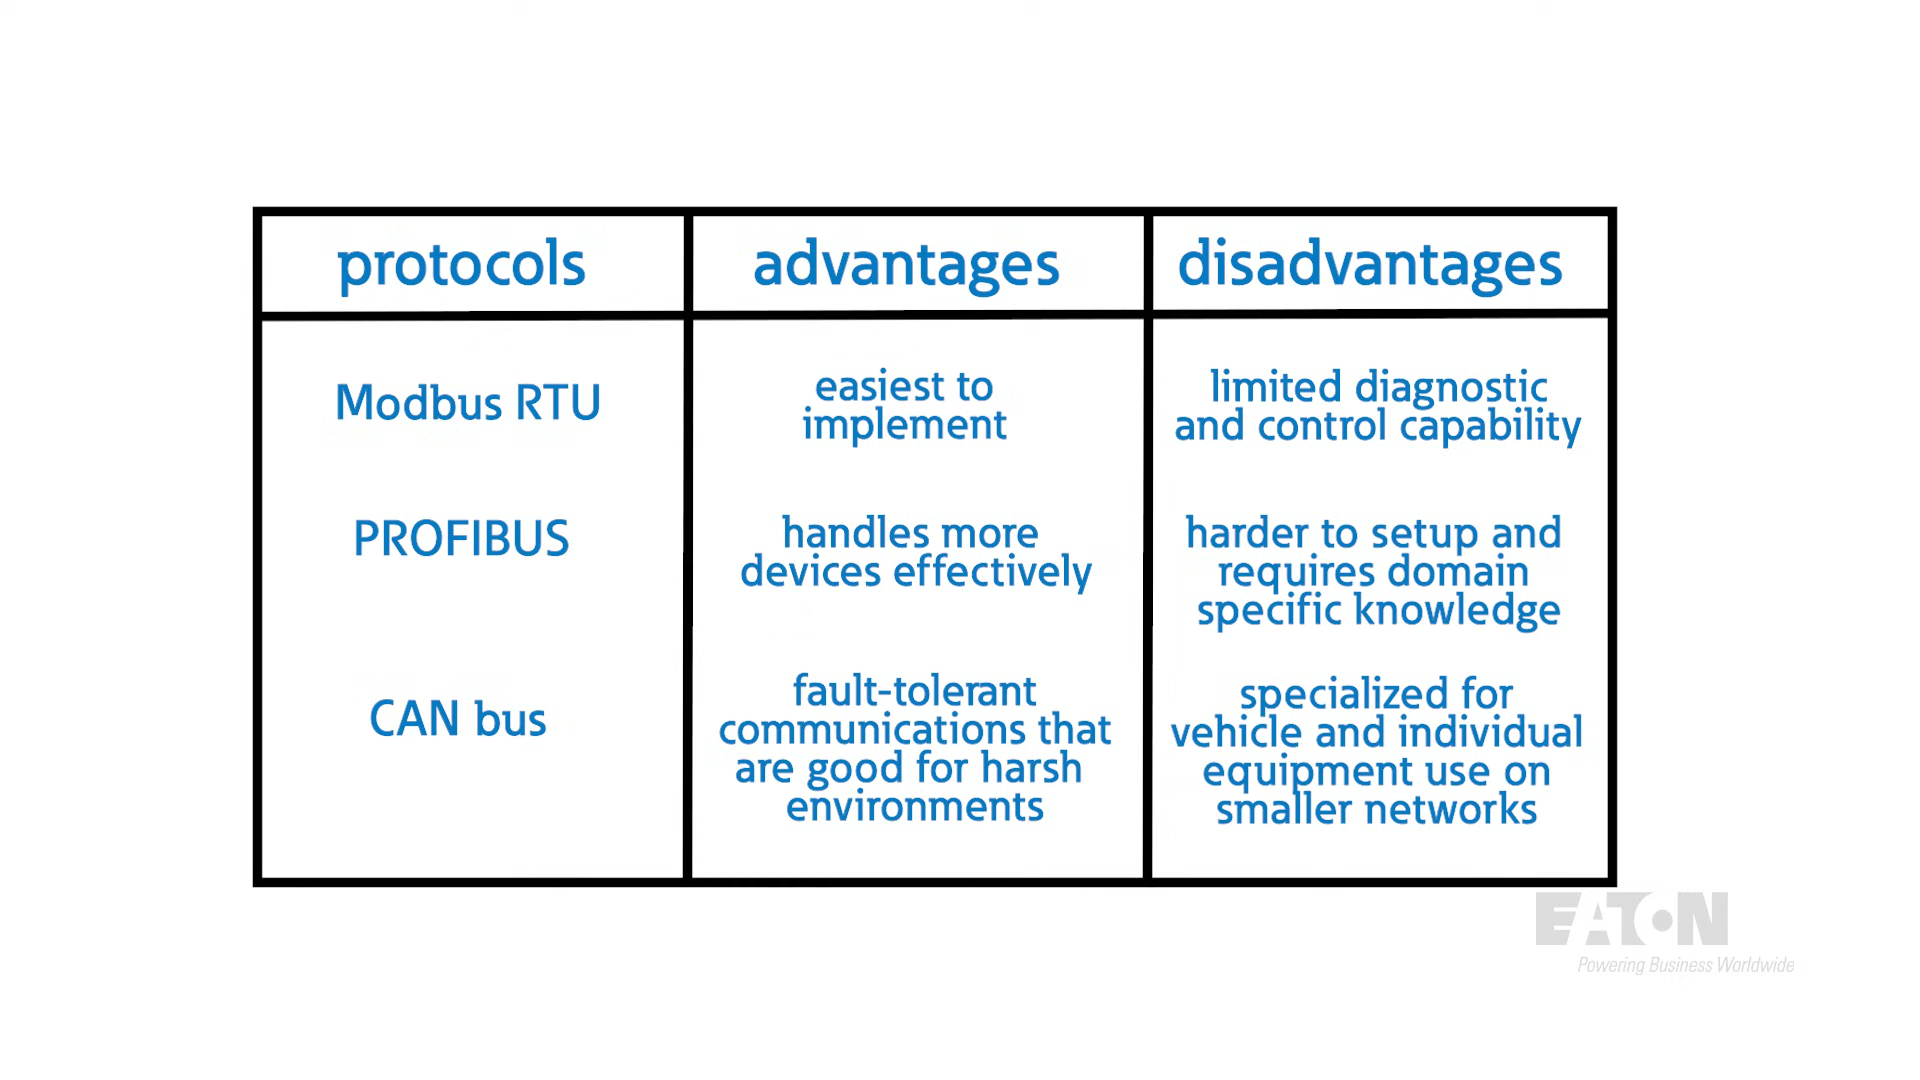 protocols
advantages
disadvantages
Modbus RTU
easiest to
implement
limited diagnostic
and control capability
PROFIBUS
handles more
devices effectively
harder to setup and
requires domain
specific knowledge
CAN bus
fault-tolerant
communications that
are good for harsh
environments
specialized for
vehicle and individual
equipment use on
smaller networks
EATON
Powering Business Worldwide